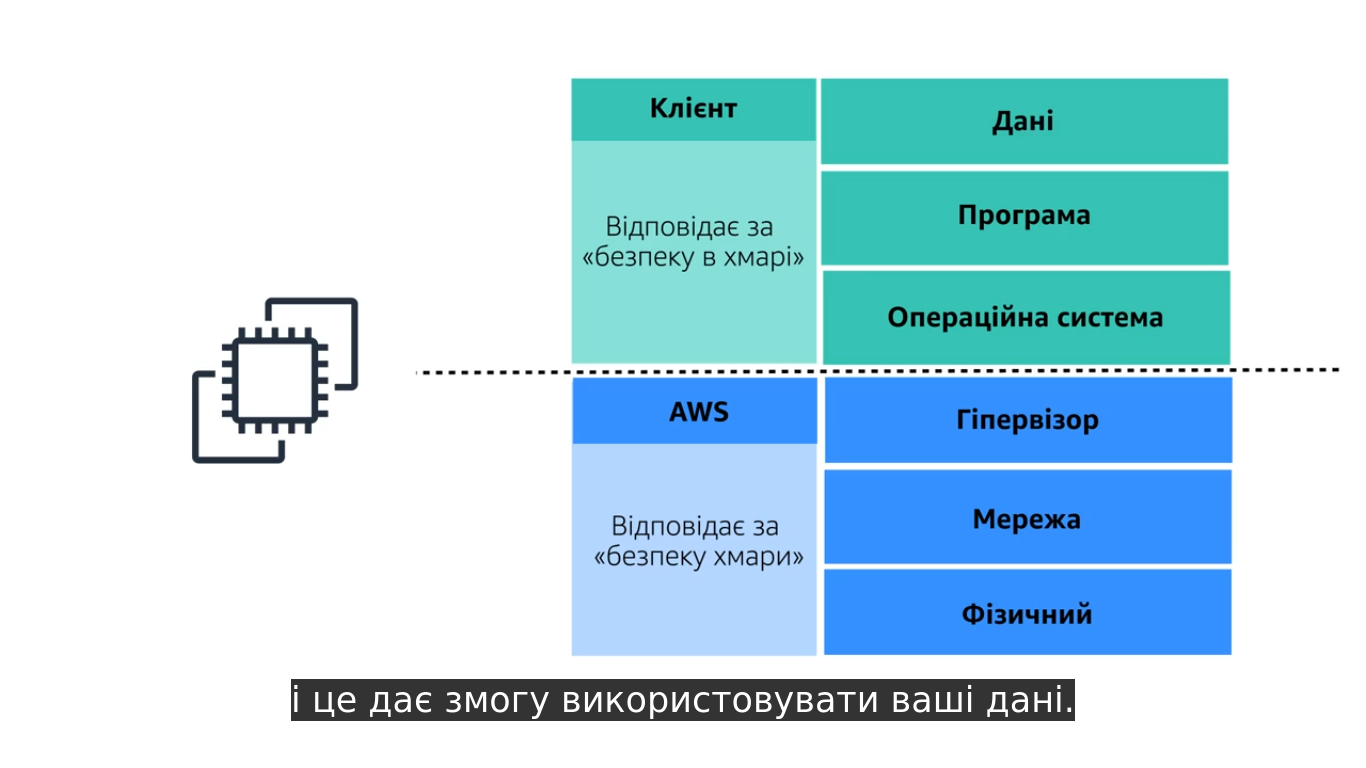 Клієнт
Відповідає за
«безпеку в хмарі»
Дані
Програма
Операційна система
AWS
Відповідає за
«безпеку хмари»
Гіпервізор
Мережа
Фізичний
і це дає змогу використовувати ваші дані.